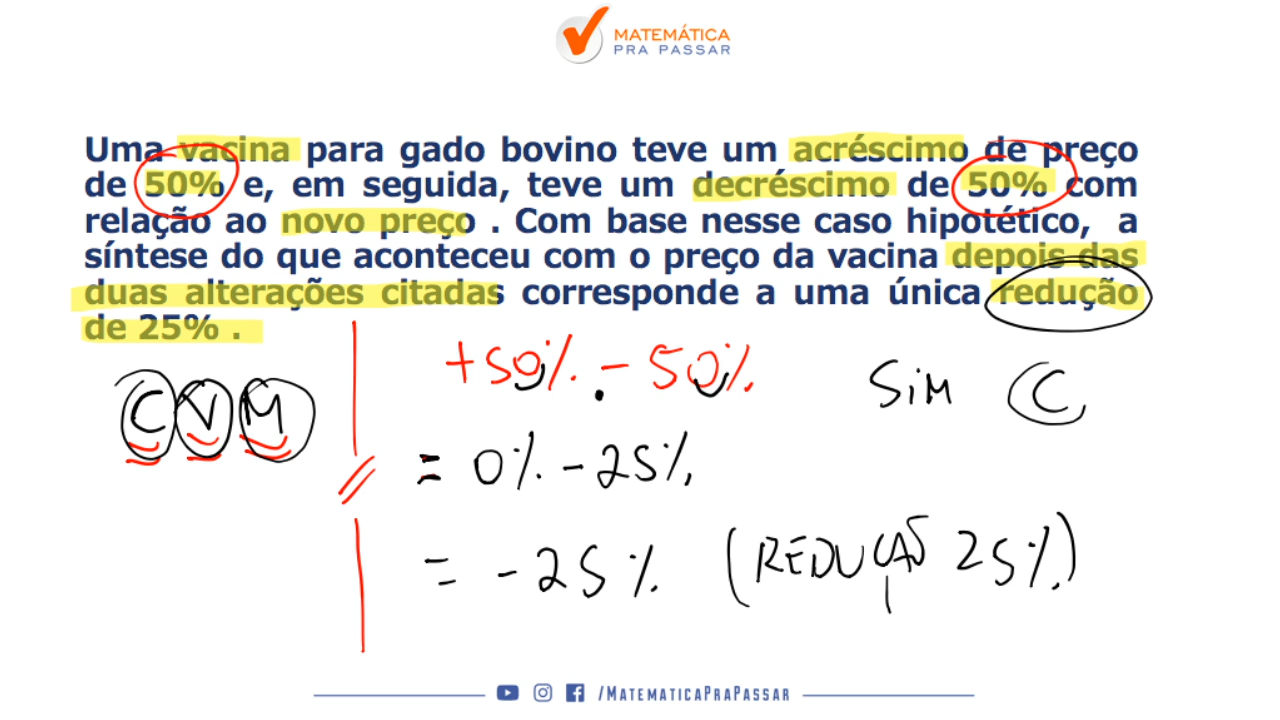 MATEMÁTICA
PRA PASSAR
Uma vacina para gado bovino teve um acréscimo de preço
de 50% e, em seguida, teve um decréscimo de 50% com
relação ao novo preço . Com base nesse caso hipotético, a
síntese do que aconteceu com o preço da vacina depois das
duas alterações citadas corresponde a uma única redução
de 25% .
C V M
+50% - 50%
SiM C
= 0% - 25%
= - 25% (REDUÇÃO 25%)
/MATEMATICAPRAPASSAR